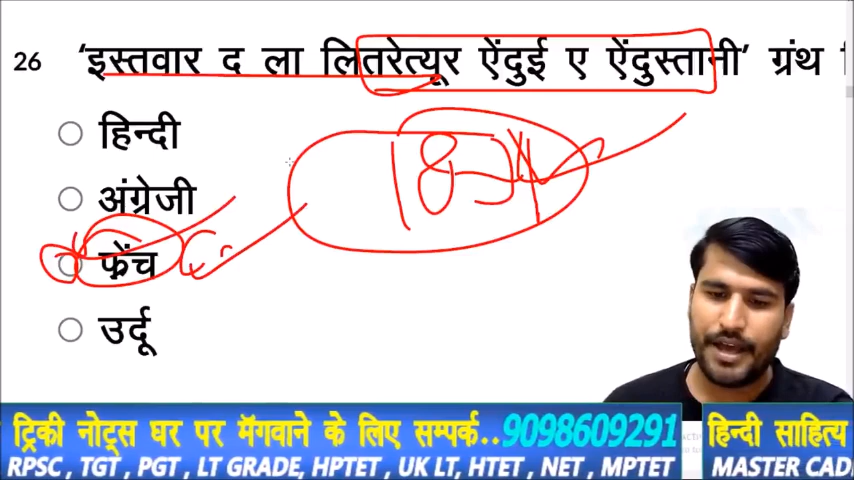 26 'इस्तवार द ला लितरेत्यूर ऐंदुई ए ऐंदुस्तानी' ग्रंथ
हिन्दी
अंग्रेजी
फ्रेंच
उर्दू
ट्रिकी नोट्स घर पर मॅगवाने के लिए सम्पर्क..9098609291
हिन्दी साहित्य
RPSC, TGT, PGT, LT GRADE, HPTET, UK LT, HTET, NET, MPTET
MASTER CAD